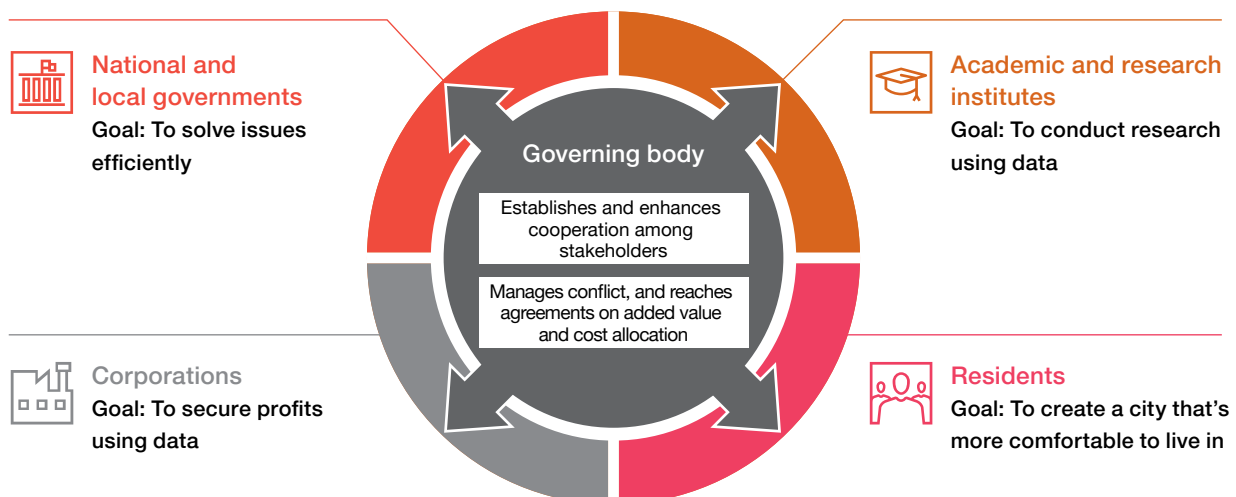 National and
local governments
Goal: To solve issues
efficiently
Academic and research
institutes
Goal: To conduct research
using data
Governing body
Establishes and enhances
cooperation among
stakeholders
Manages conflict, and reaches
agreements on added value
and cost allocation
Corporations
Goal: To secure profits
using data
Residents
Goal: To create a city that's
more comfortable to live in